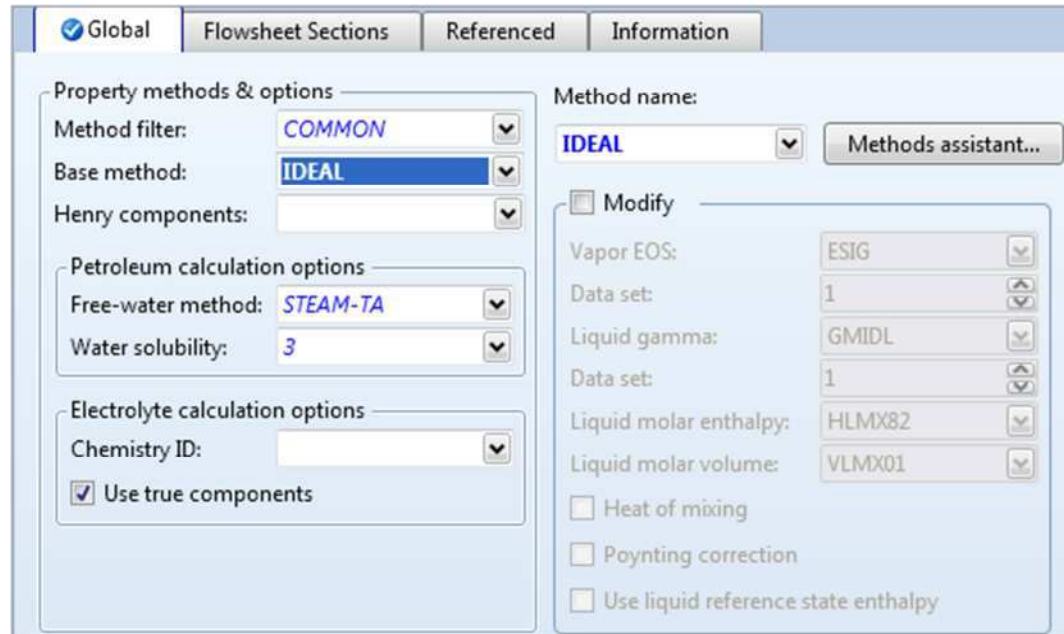 Global
Flowsheet Sections
Referenced
Information
Property methods & options
Method filter: COMMON
Base method: IDEAL
Henry components:
Petroleum calculation options
Free-water method: STEAM-TA
Water solubility: 3
Electrolyte calculation options
Chemistry ID:
Use true components
Method name:
IDEAL
Methods assistant...
Modify
Vapor EOS: ESIG
Data set: 1
Liquid gamma: GMIDL
Data set: 1
Liquid molar enthalpy: HLMX82
Liquid molar volume: VLMX01
Heat of mixing
Poynting correction
Use liquid reference state enthalpy